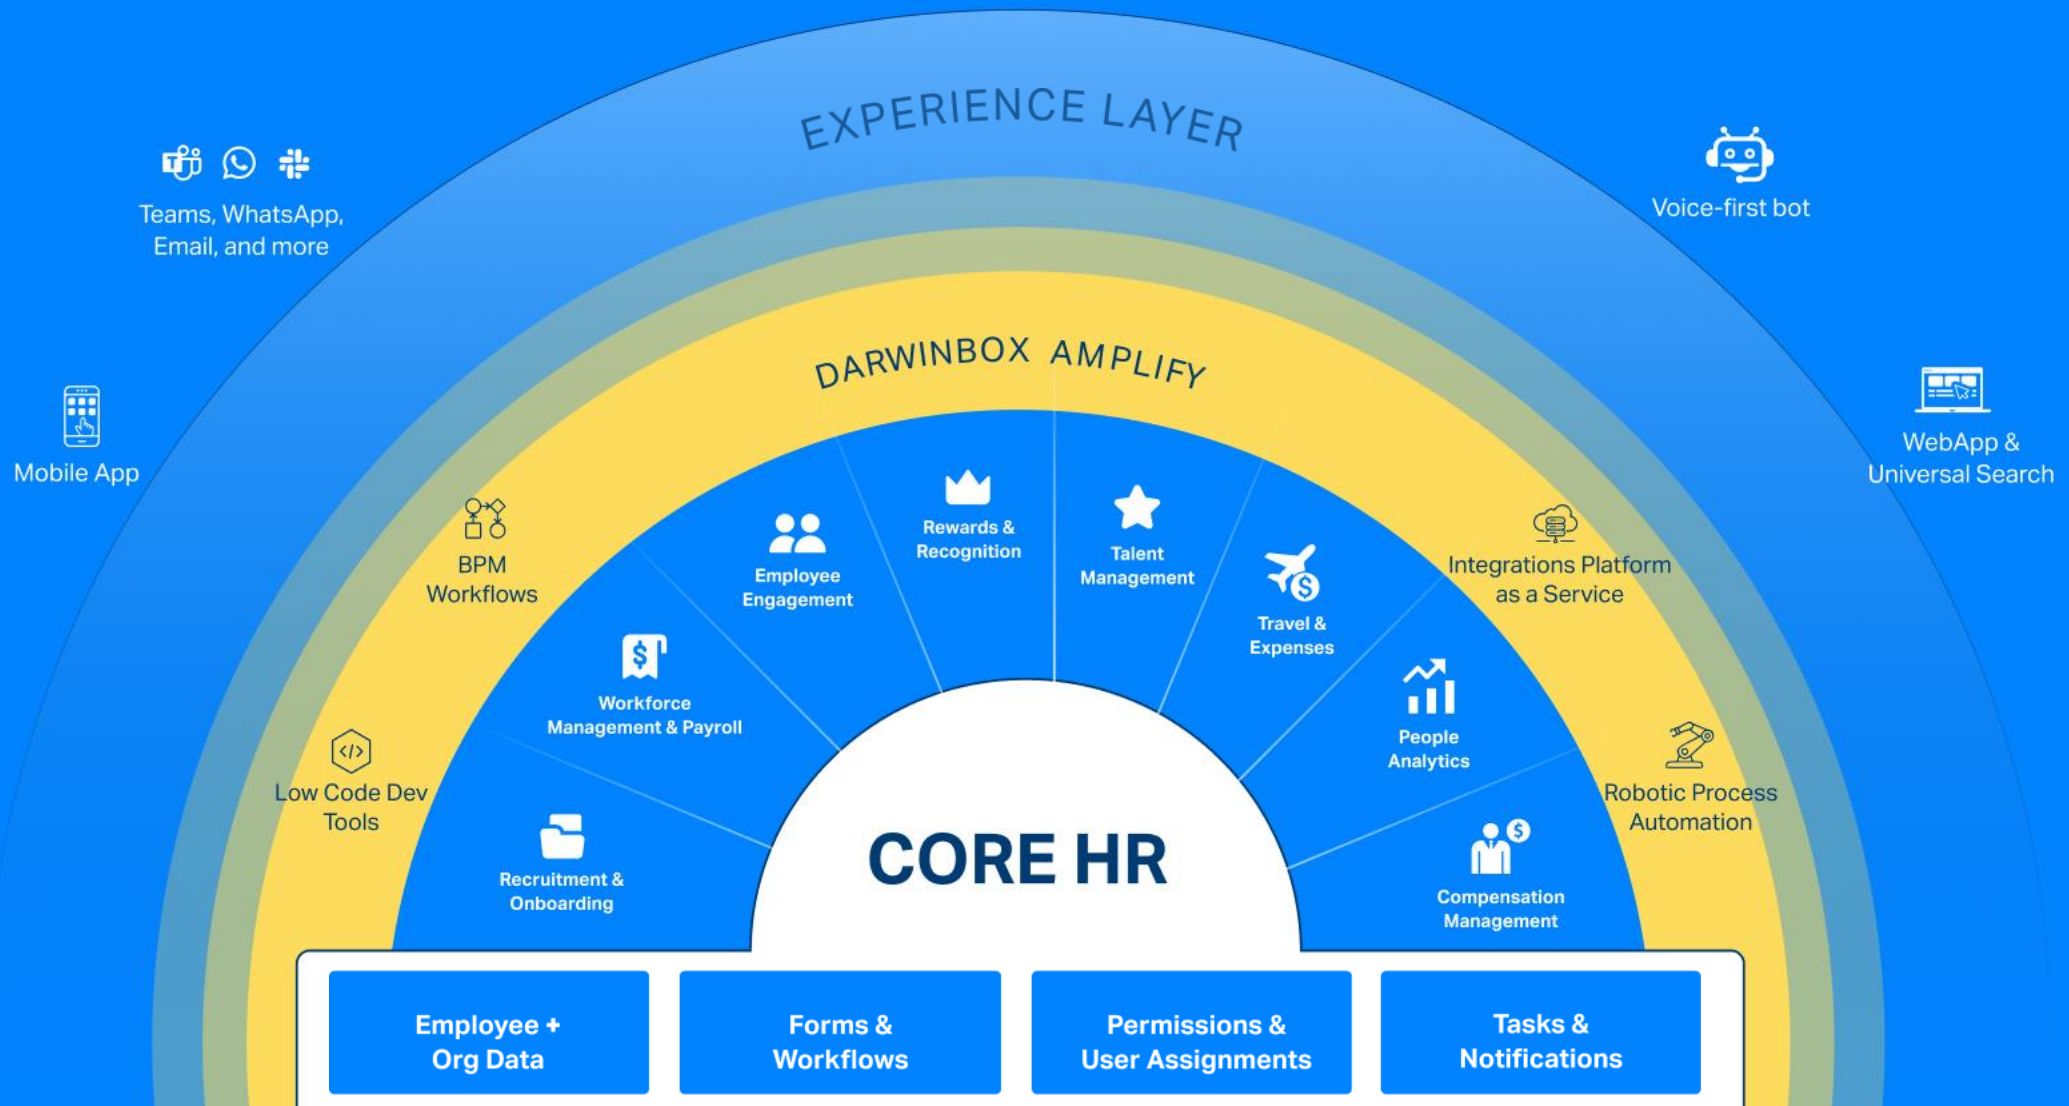 EXPERIENCE LAYER
Teams, WhatsApp,
Email, and more
Voice-first bot
Mobile App
WebApp &
Universal Search
DARWINBOX AMPLIFY
BPM
Workflows
Low Code Dev
Tools
Integrations Platform
as a Service
Robotic Process
Automation
Recruitment &
Onboarding
Workforce
Management & Payroll
Employee
Engagement
Rewards &
Recognition
Talent
Management
Travel &
Expenses
People
Analytics
Compensation
Management
CORE HR
Employee +
Org Data
Forms &
Workflows
Permissions &
User Assignments
Tasks &
Notifications